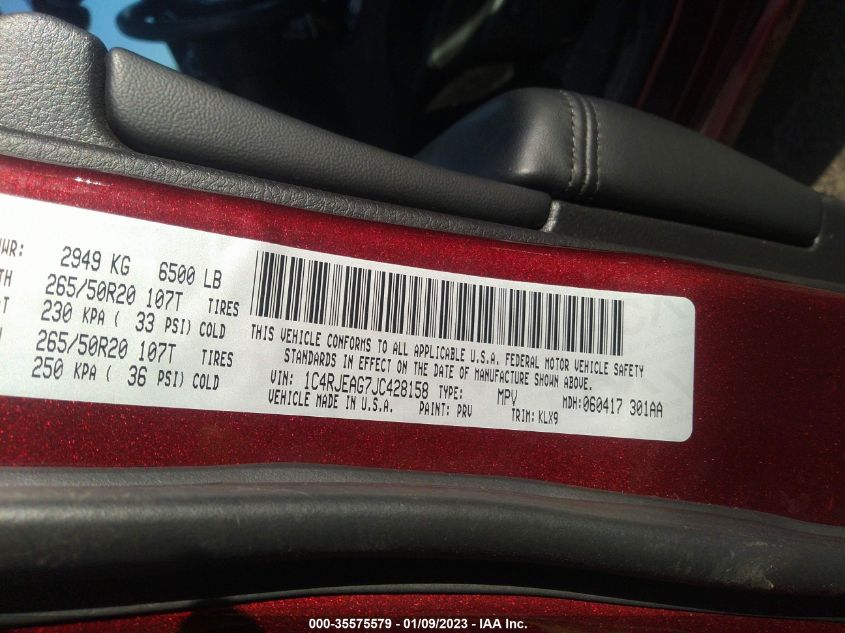 2949 KG 6500 LB
265/50R20 107T TIRES
230 KPA ( 33 PSI) COLD
265/50R20 107T TIRES
250 KPA ( 36 PSI) COLD
THIS VEHICLE CONFORMS TO ALL APPLICABLE U.S.A. FEDERAL MOTOR VEHICLE SAFETY
STANDARDS IN EFFECT ON THE DATE OF MANUFACTURE SHOWN ABOVE.
VIN: 1C4RJEAG7JC428158 TYPE: MPV MDH: 060417 301AA
VEHICLE MADE IN U.S.A. PAINT: PRV TRIM: KLX9
000-35575579 - 01/09/2023 - IAA Inc.